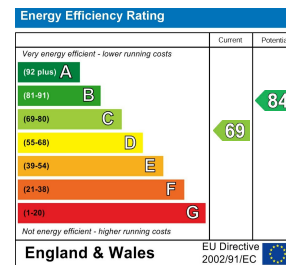 Energy Efficiency Rating
Current Potential
Very energy efficient - lower running costs
(92 plus) A
(81-91) B
84
(69-80) C
69
(55-68) D
(39-54) E
(21-38) F
(1-20) G
Not energy efficient - higher running costs
England & Wales
EU Directive
2002/91/EC